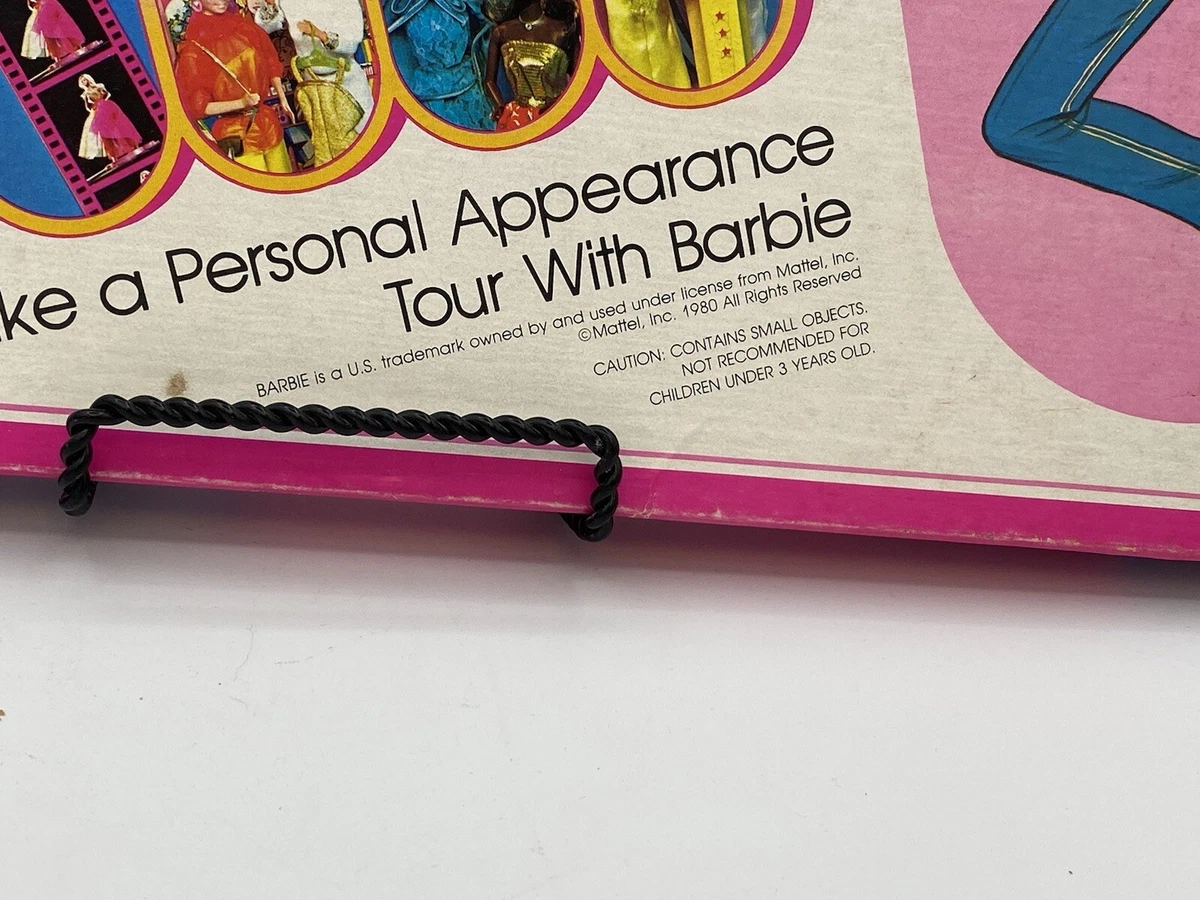 ke a Personal Appearance
Tour With Barbie
BARBIE is a U.S. trademark owned by and used under license from Mattel, Inc.
©Mattel, Inc. 1980 All Rights Reserved
CAUTION: CONTAINS SMALL OBJECTS.
NOT RECOMMENDED FOR
CHILDREN UNDER 3 YEARS OLD.